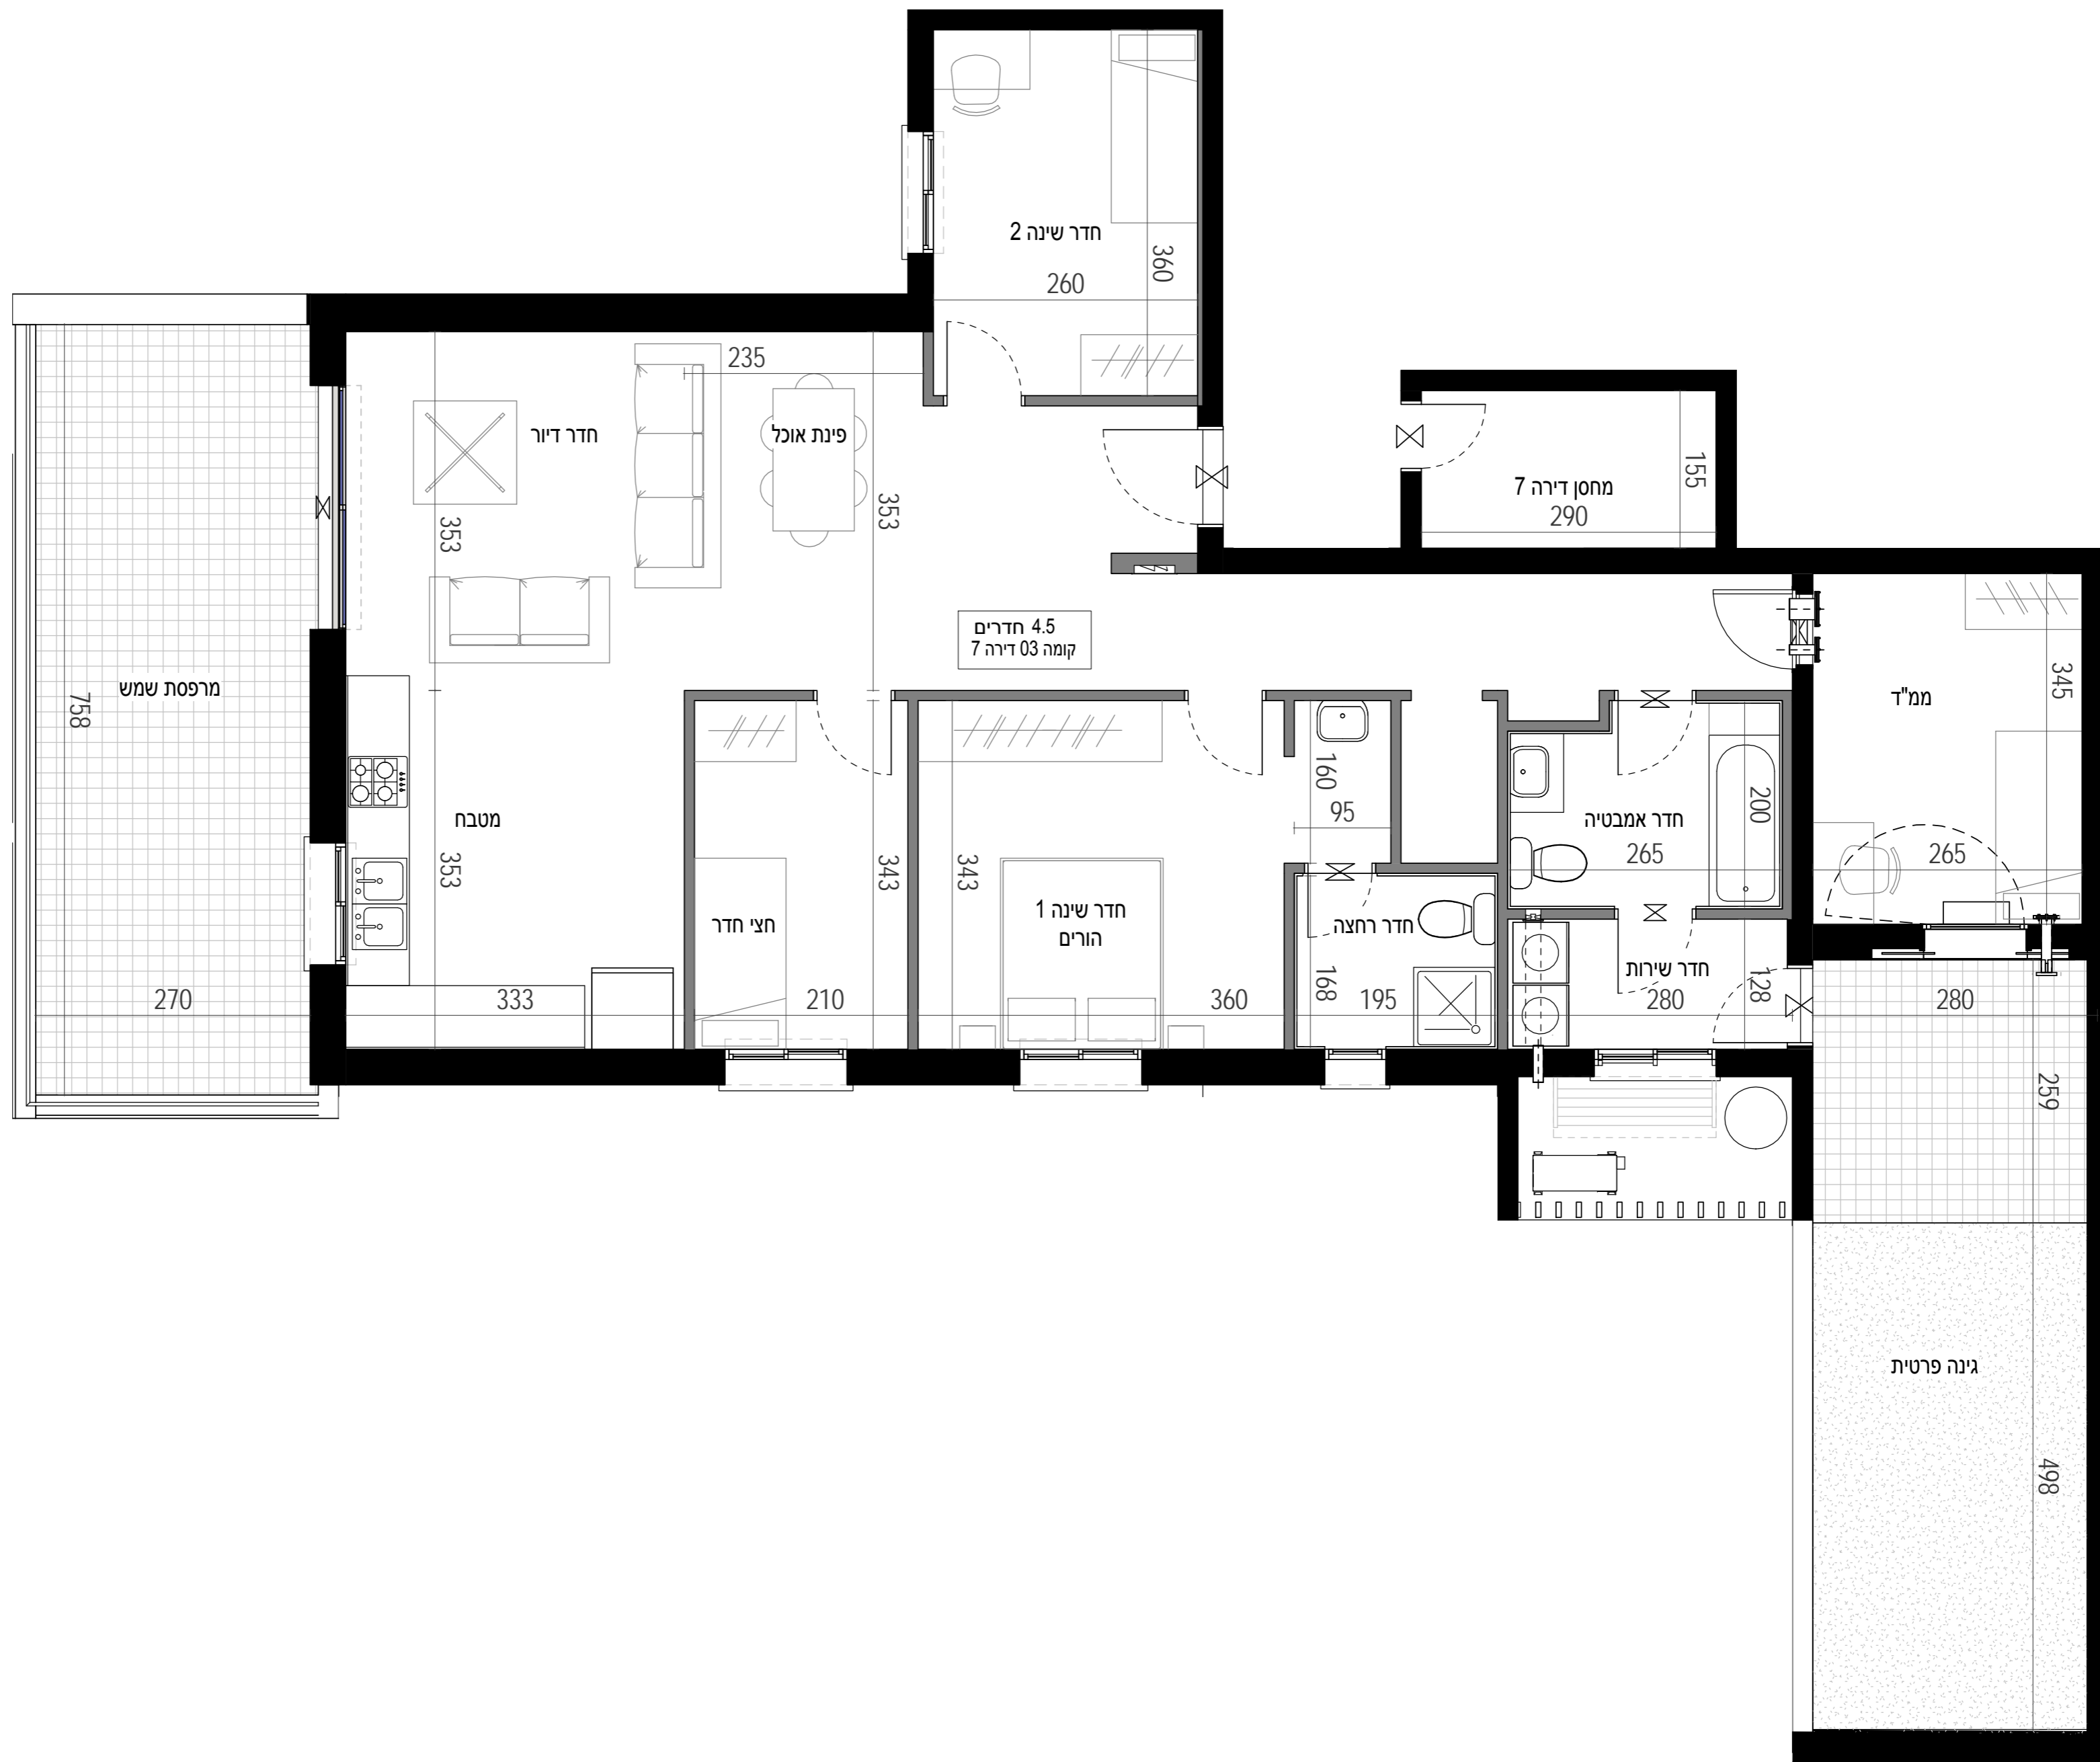 חדר שינה 2
360
260
235
חדר דיור
פינת אוכל
353
353
מחסן דירה 7
155
290
4.5 חדרים
קומה 03 דירה 7
מרפסת שמש
758
ממ"ד
345
מטבח
353
343
343
160
95
חדר אמבטיה
200
265
265
חדר שינה 1
הורים
חצי חדר
חדר רחצה
168
חדר שירות
128
270
333
210
360
195
280
280
259
גינה פרטית
498